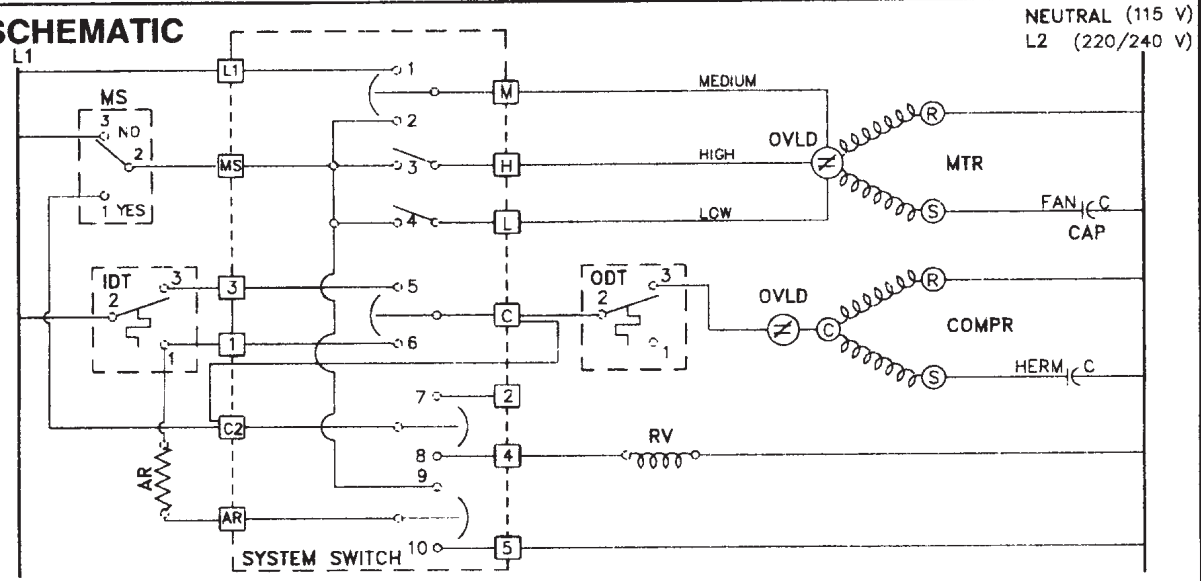 SCHEMATIC
NEUTRAL (115 V)
L2 (220/240 V)
L1
L1
1
M
MEDIUM
MS
3
NO
2
2
MS
3
H
HIGH
OVLD
R
MTR
1 YES
4
L
LOW
S
FAN
C
CAP
IDT
3
2
3
5
ODT
3
2
C
OVLD
C
R
COMPR
1
1
6
1
S
HERM
C
7
2
C2
8
4
RV
9
AR
AR
10
5
SYSTEM SWITCH